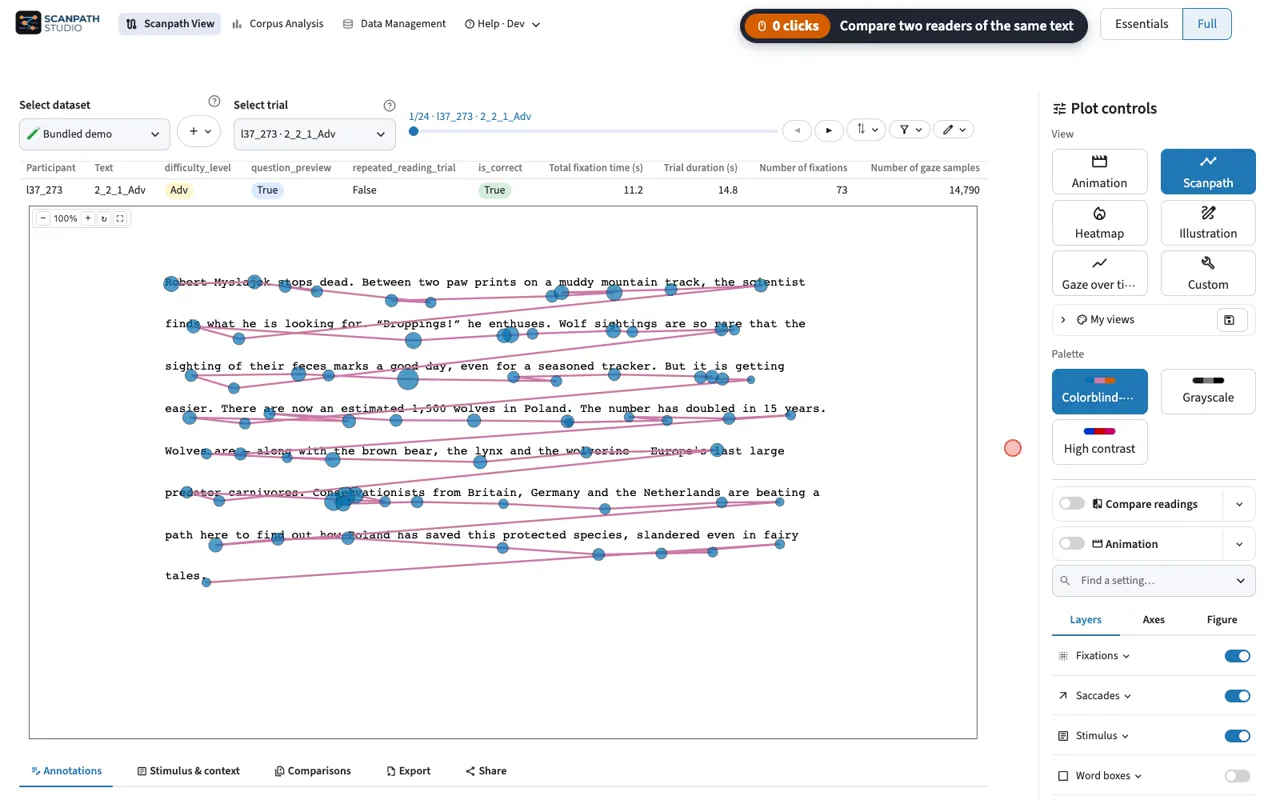 SCANPATH
STUDIO
Scanpath View
Corpus Analysis
Data Management
Help · Dev
0 clicks
Compare two readers of the same text
Essentials
Full
Select dataset
Select trial
1/24 · l37_273 · 2_2_1_Adv
Bundled demo
+
l37_273 · 2_2_1_Adv
Participant Text difficulty_level question_preview repeated_reading_trial is_correct Total fixation time (s) Trial duration (s) Number of fixations Number of gaze samples
l37_273 2_2_1_Adv Adv True False True 11.2 14.8 73 14,790
− 100% +
Robert Myslajek stops dead. Between two paw prints on a muddy mountain track, the scientist
finds what he is looking for. “Droppings!” he enthuses. Wolf sightings are so rare that the
sighting of their feces marks a good day, even for a seasoned tracker. But it is getting
easier. There are now an estimated 1,500 wolves in Poland. The number has doubled in 15 years.
Wolves are – along with the brown bear, the lynx and the wolverine – Europe's last large
predator carnivores. Conservationists from Britain, Germany and the Netherlands are beating a
path here to find out how Poland has saved this protected species, slandered even in fairy
tales.
Annotations
Stimulus & context
Comparisons
Export
Share
Plot controls
View
Animation
Scanpath
Heatmap
Illustration
Gaze over ti···
Custom
My views
Palette
Colorblind-···
Grayscale
High contrast
Compare readings
Animation
Find a setting...
Layers
Axes
Figure
Fixations
Saccades
Stimulus
Word boxes